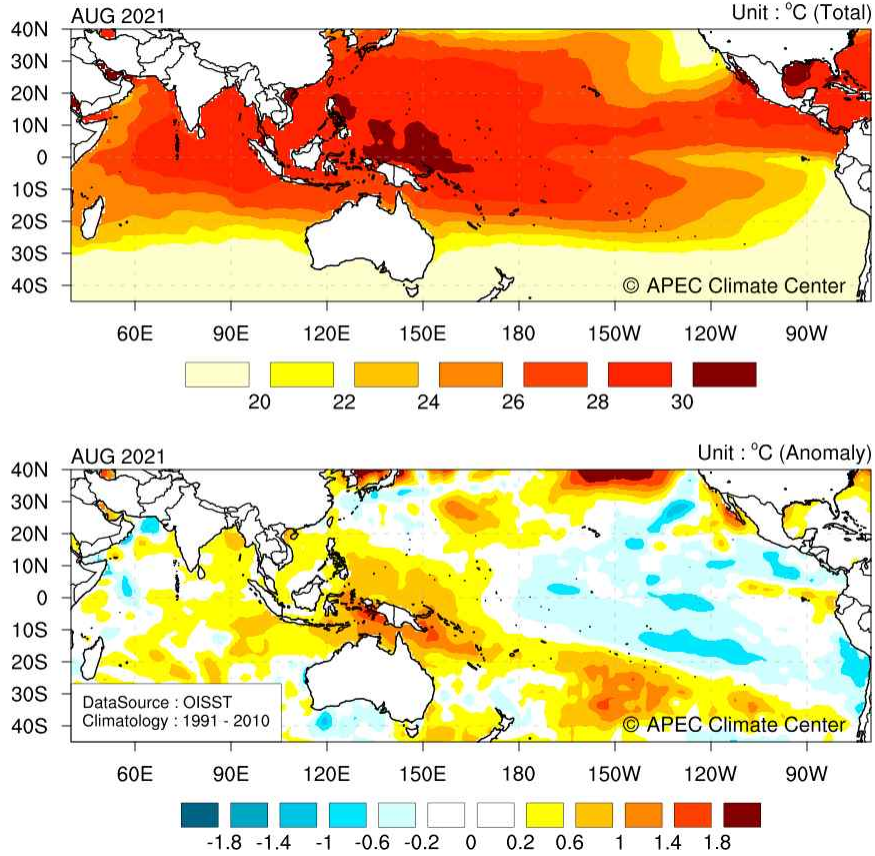 AUG 2021 Unit : °C (Total)
40N
30N
20N
10N
0
10S
20S
30S
40S
© APEC Climate Center
60E 90E 120E 150E 180 150W 120W 90W
20 22 24 26 28 30
AUG 2021 Unit : °C (Anomaly)
40N
30N
20N
10N
0
10S
20S
30S
40S
DataSource : OISST
Climatology : 1991 - 2010
© APEC Climate Center
60E 90E 120E 150E 180 150W 120W 90W
-1.8 -1.4 -1 -0.6 -0.2 0 0.2 0.6 1 1.4 1.8